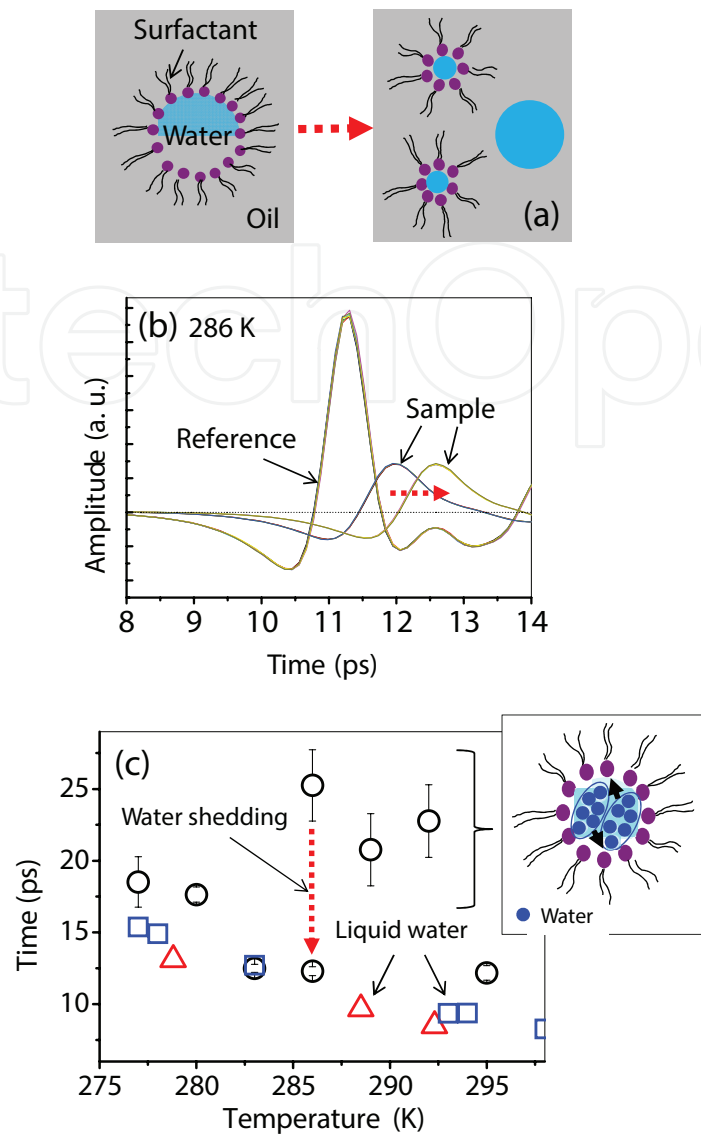 Surfactant
Water
Oil
(a)
techOpe
(b) 286 K
Reference
Sample
Amplitude (a. u.)
8 9 10 11 12 13 14
Time (ps)
(c)
Water shedding
Liquid water
Water
Time (ps)
25
20
15
10
275 280 285 290 295
Temperature (K)